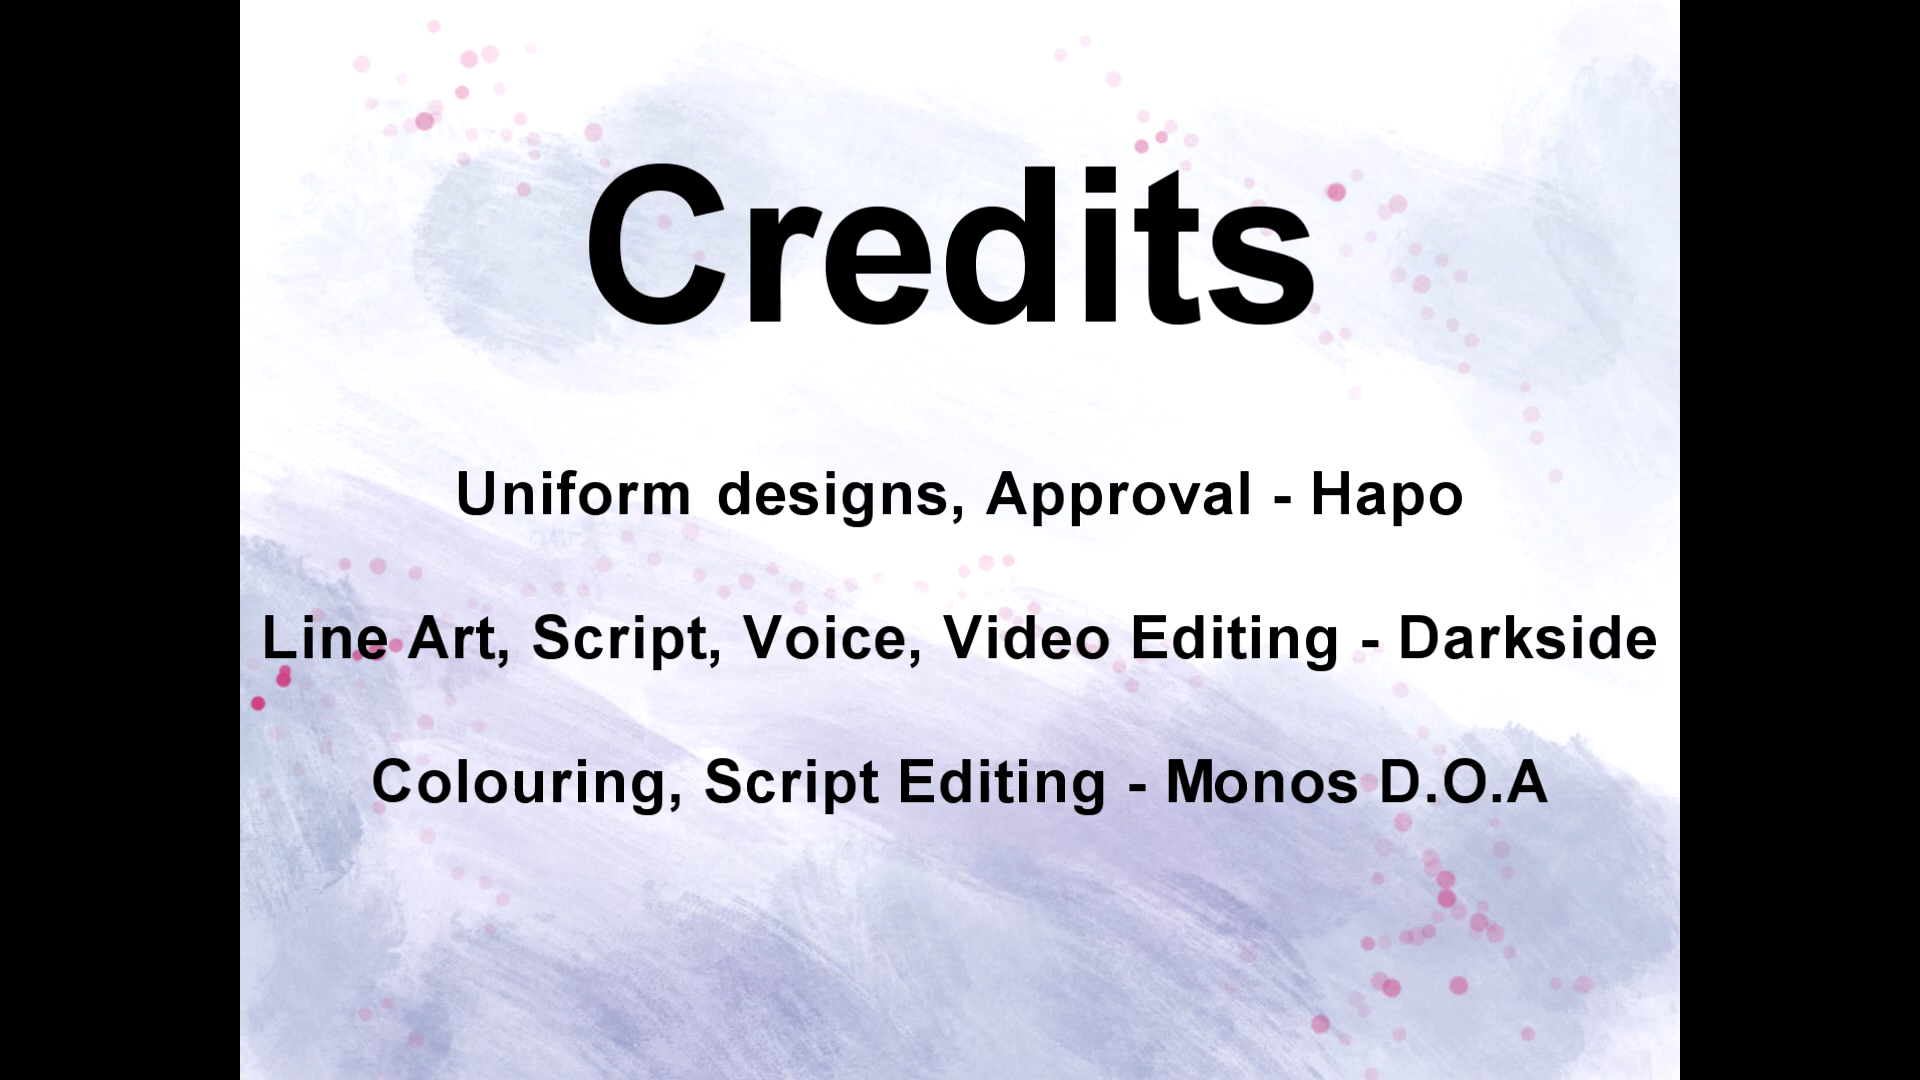 Credits
Uniform designs, Approval - Hapo
Line Art, Script, Voice, Video Editing - Darkside
Colouring, Script Editing - Monos D.O.A